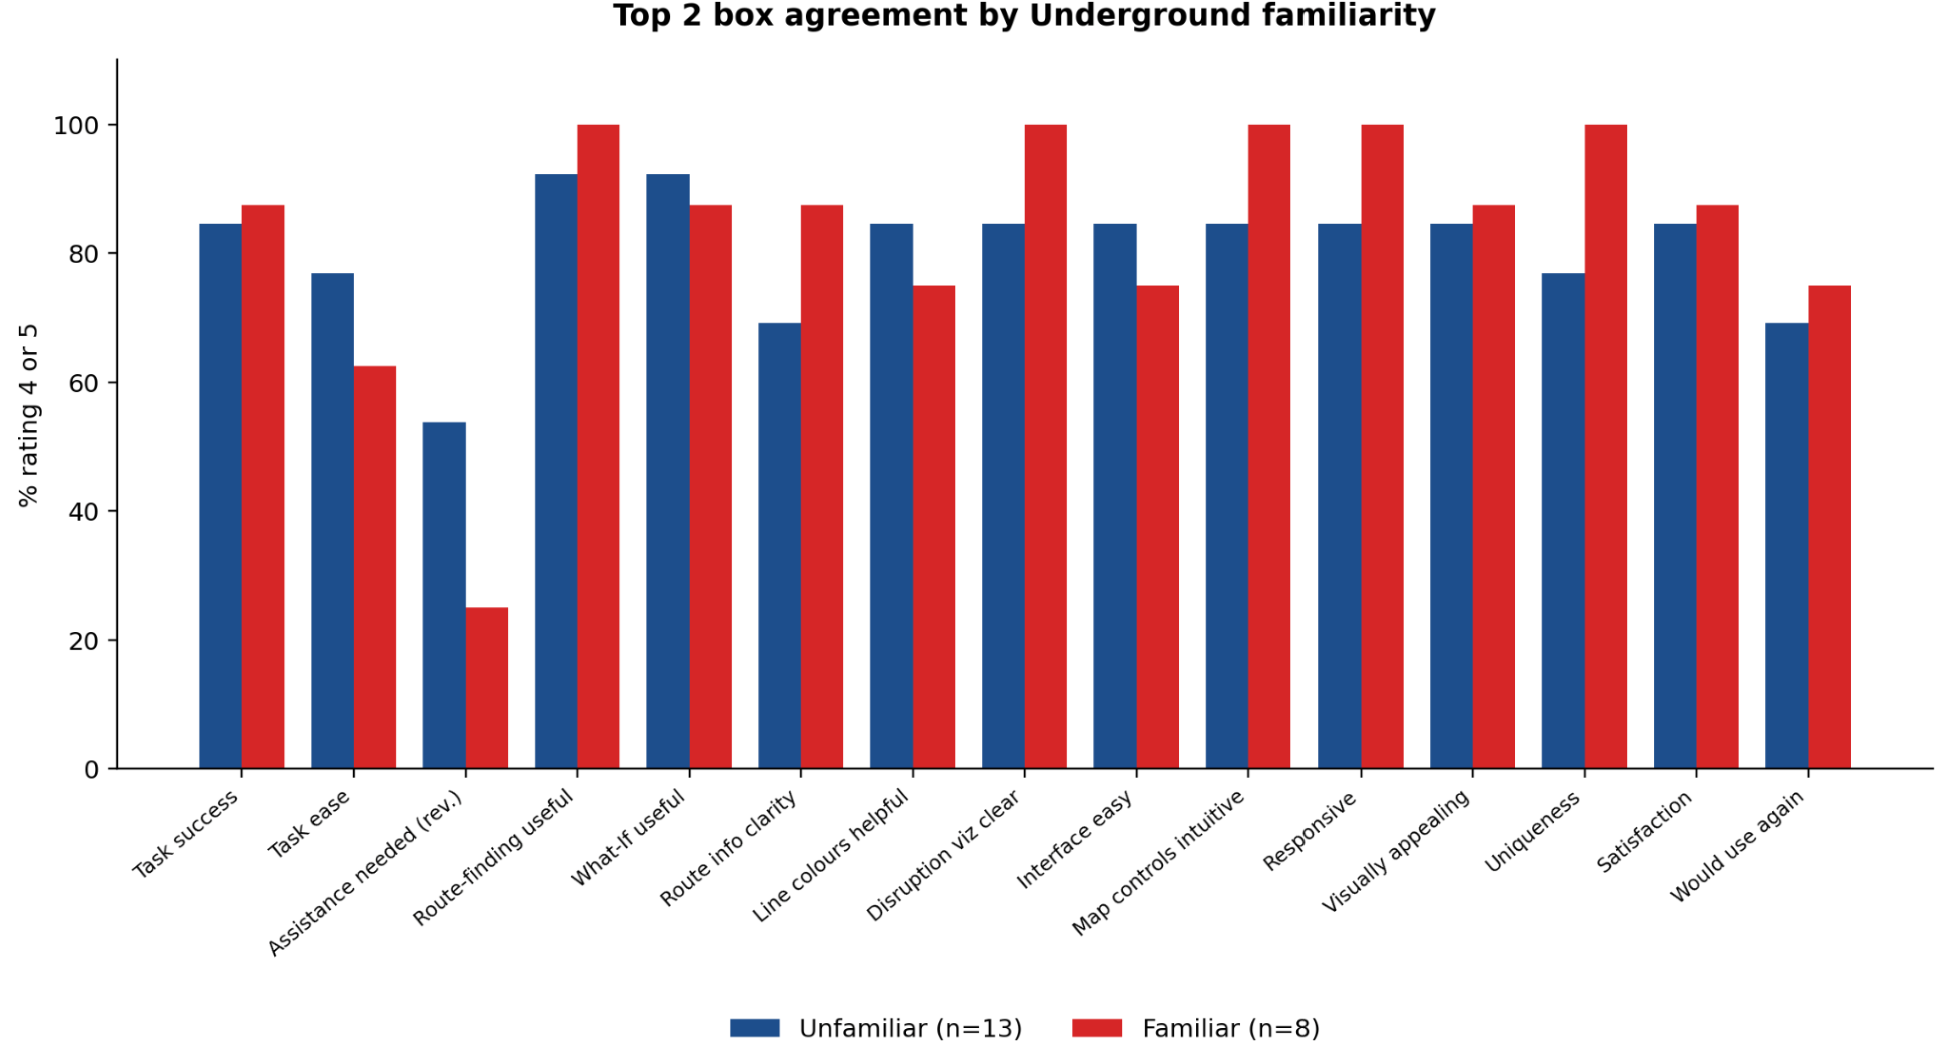 Top 2 box agreement by Underground familiarity
% rating 4 or 5
100
80
60
40
20
0
Task success
Task ease
Assistance needed (rev.)
Route-finding useful
What-If useful
Route info clarity
Line colours helpful
Disruption viz clear
Interface easy
Map controls intuitive
Responsive
Visually appealing
Uniqueness
Satisfaction
Would use again
Unfamiliar (n=13)
Familiar (n=8)